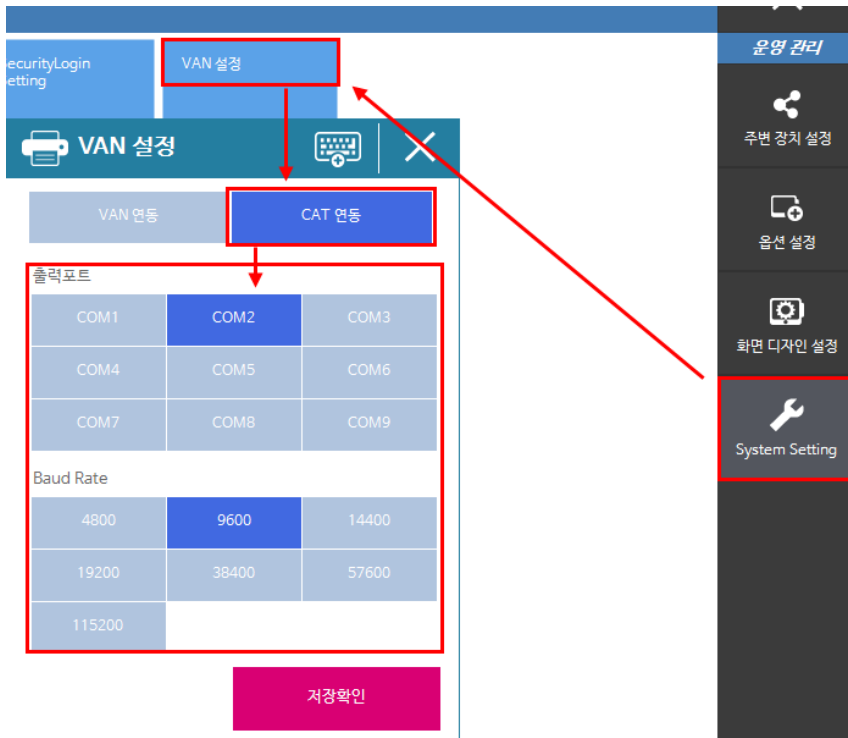 ecurityLogin
etting
VAN 설정
VAN 설정
VAN 연동
CAT 연동
출력포트
COM1
COM2
COM3
COM4
COM5
COM6
COM7
COM8
COM9
Baud Rate
4800
9600
14400
19200
38400
57600
115200
저장확인
운영 관리
주변 장치 설정
옵션 설정
화면 디자인 설정
System Setting